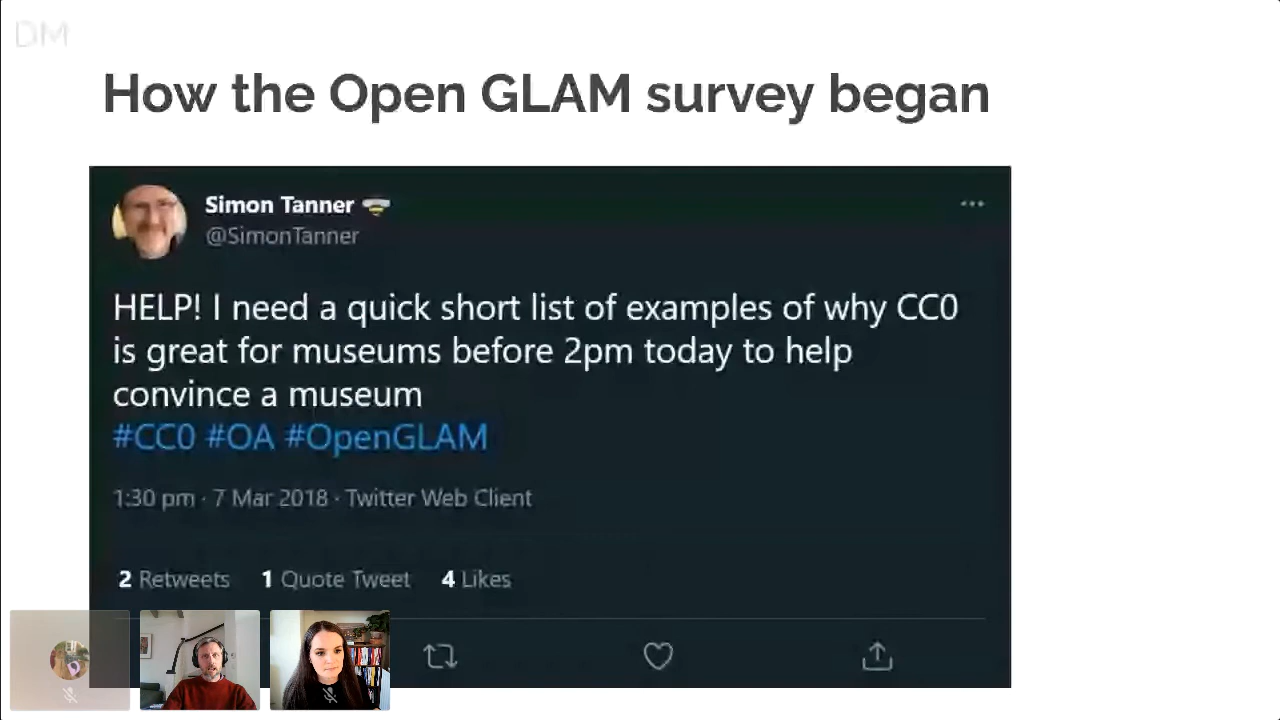 DM
How the Open GLAM survey began
Simon Tanner
@SimonTanner
HELP! I need a quick short list of examples of why CC0
is great for museums before 2pm today to help
convince a museum
#CC0 #OA #OpenGLAM
1:30 pm · 7 Mar 2018 · Twitter Web Client
2 Retweets 1 Quote Tweet 4 Likes